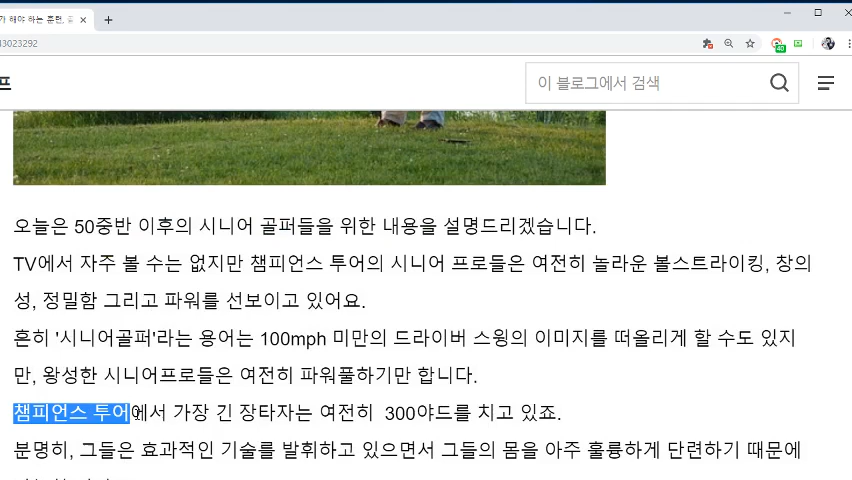 가 해야 하는 훈련, 골
43023292
프
이 블로그에서 검색
오늘은 50중반 이후의 시니어 골퍼들을 위한 내용을 설명드리겠습니다.
TV에서 자주 볼 수는 없지만 챔피언스 투어의 시니어 프로들은 여전히 놀라운 볼스트라이킹, 창의
성, 정밀함 그리고 파워를 선보이고 있어요.
흔히 '시니어골퍼'라는 용어는 100mph 미만의 드라이버 스윙의 이미지를 떠올리게 할 수도 있지
만, 왕성한 시니어프로들은 여전히 파워풀하기만 합니다.
챔피언스 투어에서 가장 긴 장타자는 여전히 300야드를 치고 있죠.
분명히, 그들은 효과적인 기술를 발휘하고 있으면서 그들의 몸을 아주 훌륭하게 단련하기 때문에